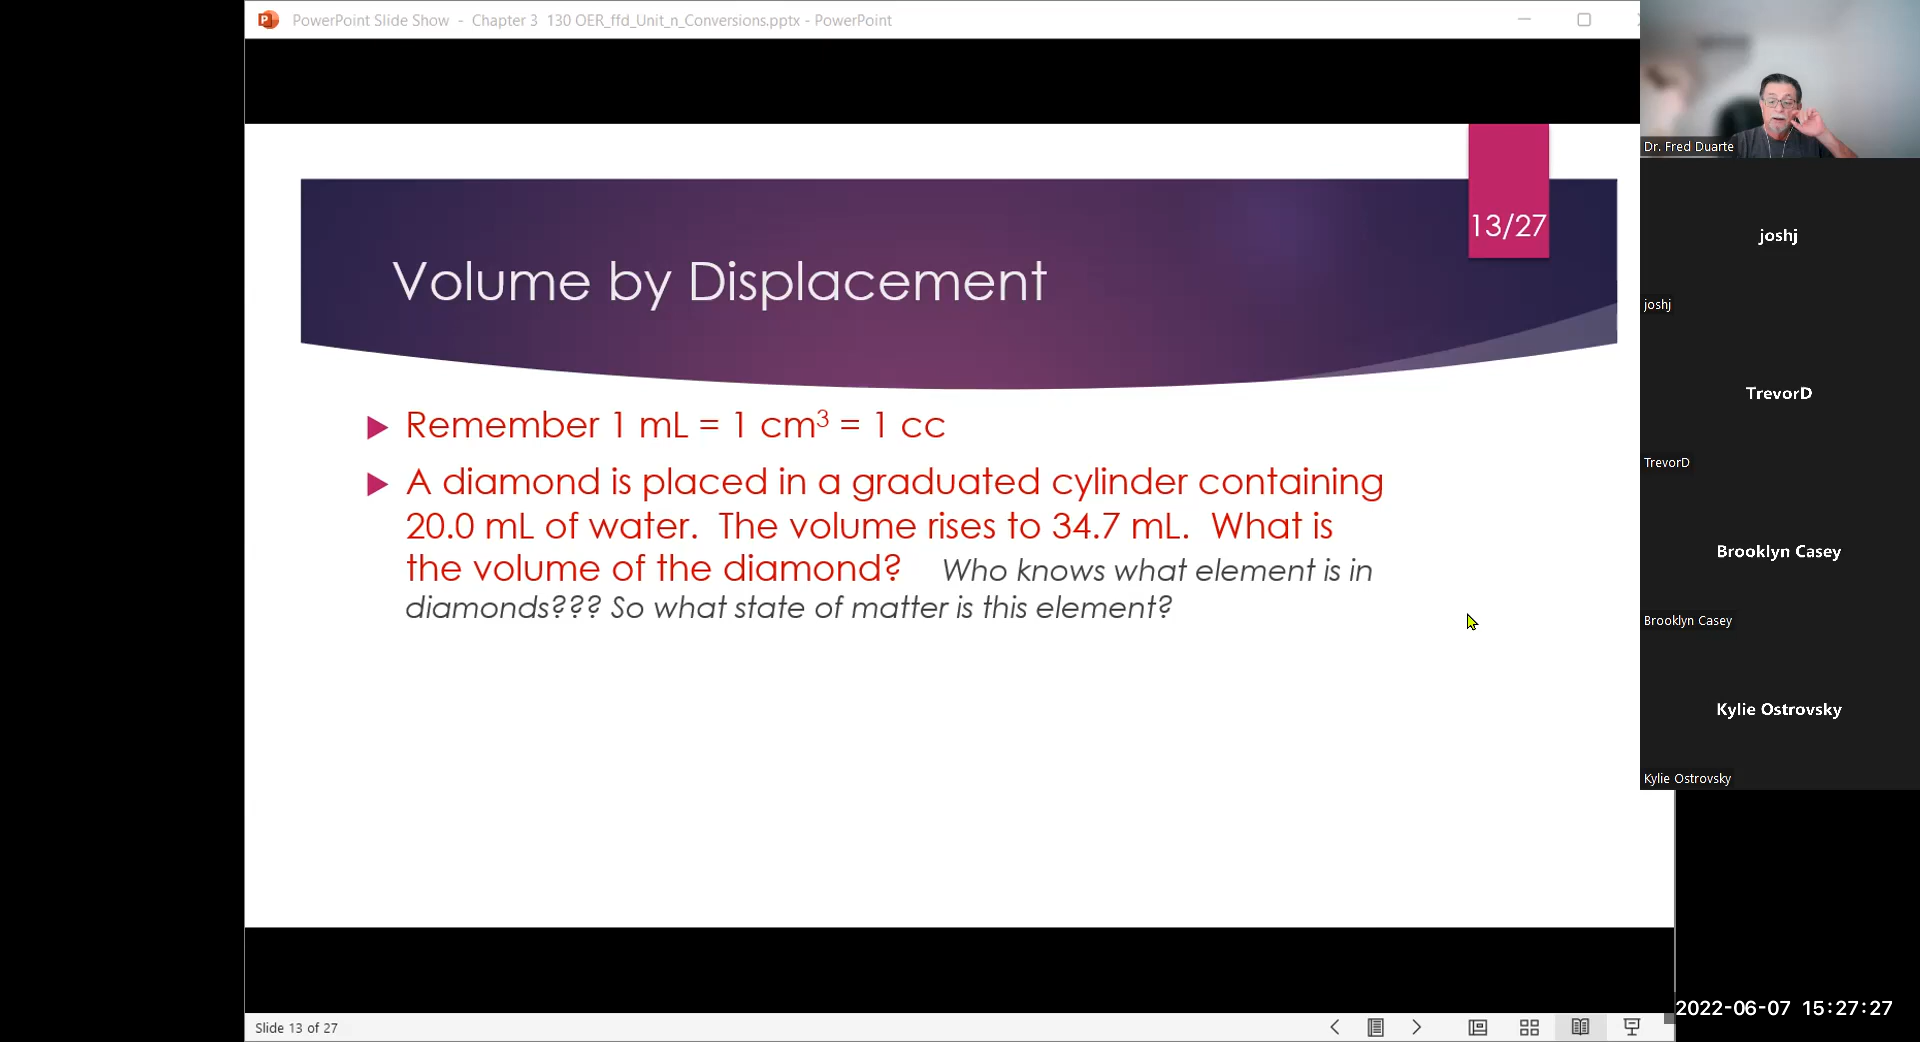 PowerPoint Slide Show - Chapter 3 130 OER_ffd_Unit_n_Conversions.pptx - PowerPoint
Dr. Fred Duarte
13/27
Volume by Displacement
Remember 1 mL = 1 cm³ = 1 cc
A diamond is placed in a graduated cylinder containing
20.0 mL of water. The volume rises to 34.7 mL. What is
the volume of the diamond? Who knows what element is in
diamonds??? So what state of matter is this element?
joshj
joshj
TrevorD
TrevorD
Brooklyn Casey
Brooklyn Casey
Kylie Ostrovsky
Kylie Ostrovsky
2022-06-07 15:27:27
Slide 13 of 27